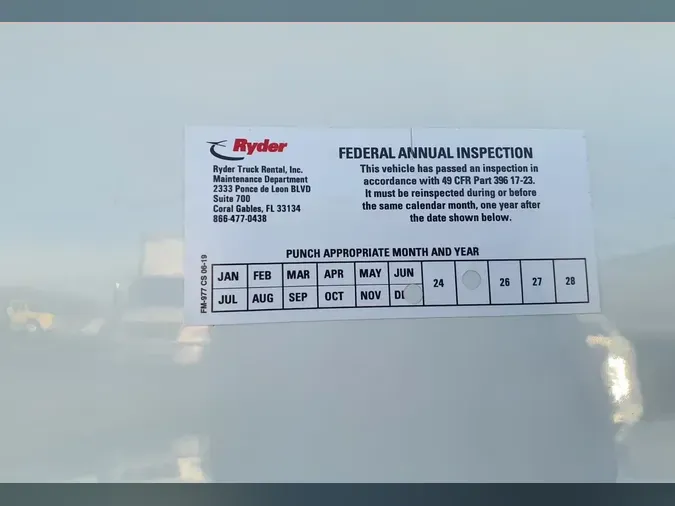 Ryder
Ryder Truck Rental, Inc.
Maintenance Department
2333 Ponce de Leon BLVD
Suite 700
Coral Gables, FL 33134
866-477-0438
FEDERAL ANNUAL INSPECTION
This vehicle has passed an inspection in
accordance with 49 CFR Part 396 17-23.
It must be reinspected during or before
the same calendar month, one year after
the date shown below.
FM-977 CS 06-19
PUNCH APPROPRIATE MONTH AND YEAR
JAN FEB MAR APR MAY JUN
JUL AUG SEP OCT NOV
24 26 27 28